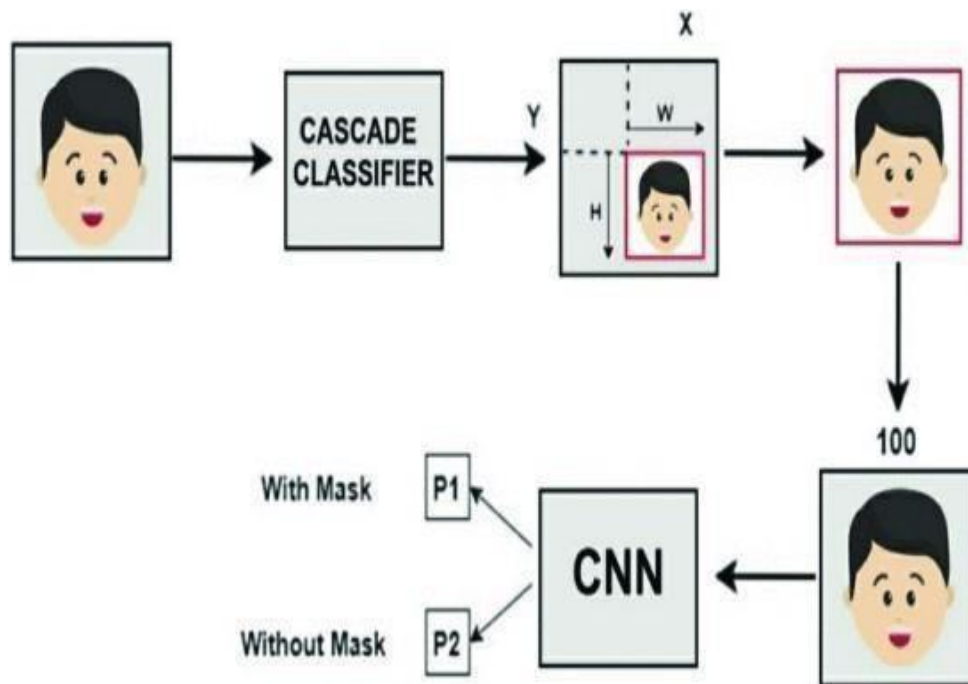 X
CASCADE
CLASSIFIER
Y
W
H
100
With Mask
P1
CNN
Without Mask
P2